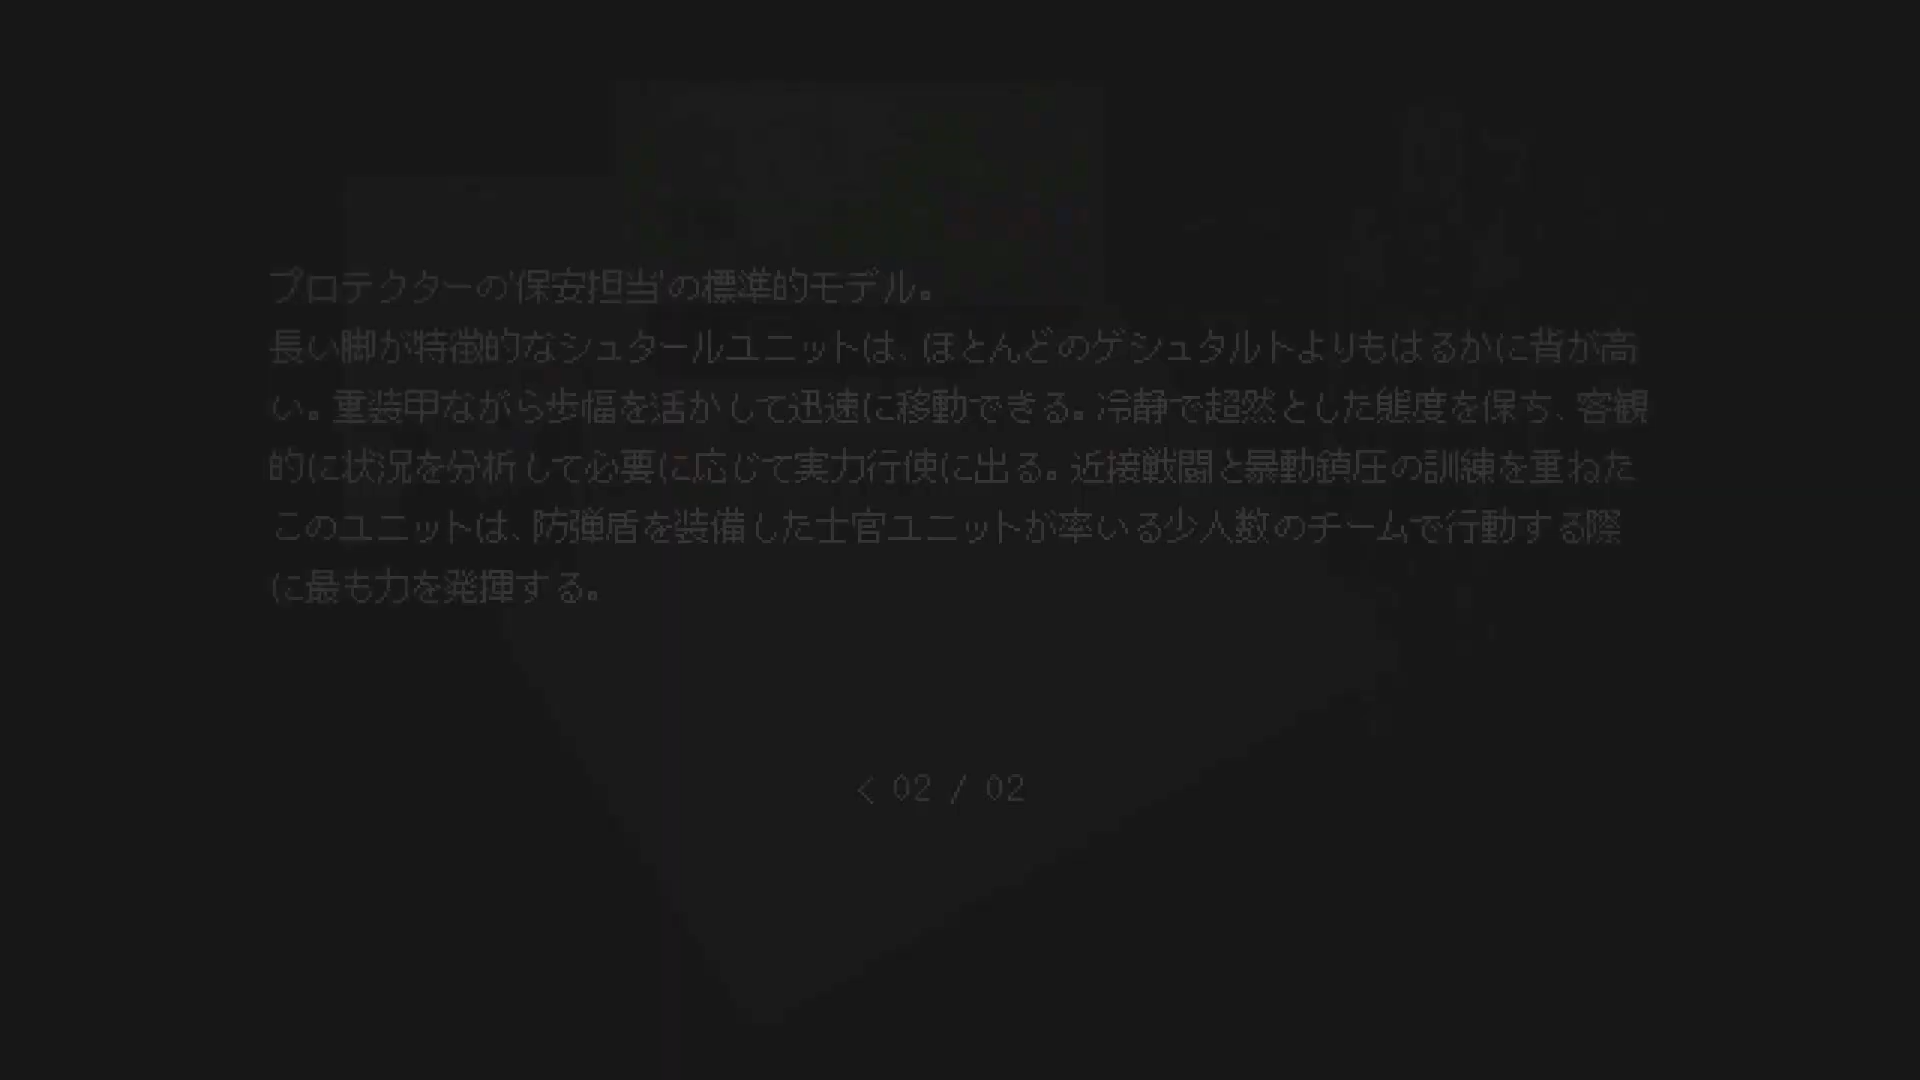 プロテクターの'保安担当'の標準的モデル。
長い脚が特徴的なシュタールユニットは、ほとんどのゲシュタルトよりもはるかに背が高
い。重装甲ながら歩幅を活かして迅速に移動できる。冷静で超然とした態度を保ち、客観
的に状況を分析して必要に応じて実力行使に出る。近接戦闘と暴動鎮圧の訓練を重ねた
このユニットは、防弾盾を装備した士官ユニットが率いる少人数のチームで行動する際
に最も力を発揮する。
< 02 / 02